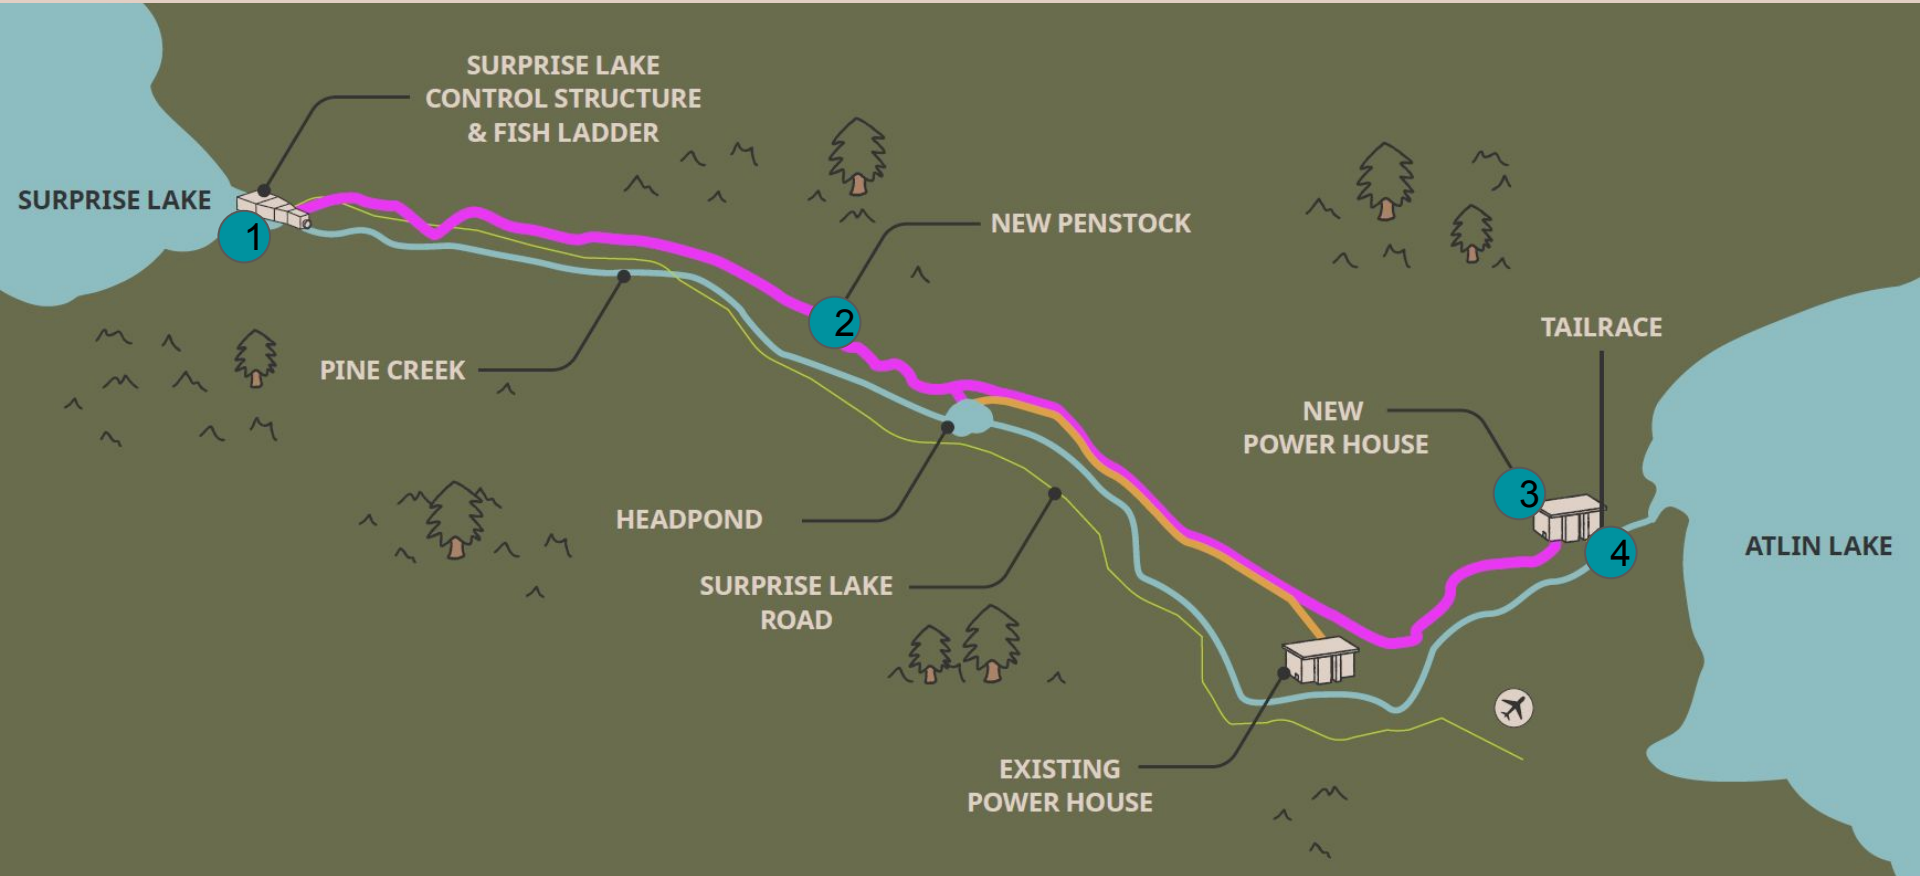 SURPRISE LAKE
CONTROL STRUCTURE
& FISH LADDER
SURPRISE LAKE
1
NEW PENSTOCK
2
PINE CREEK
TAILRACE
NEW
POWER HOUSE
3
4
HEADPOND
ATLIN LAKE
SURPRISE LAKE
ROAD
EXISTING
POWER HOUSE